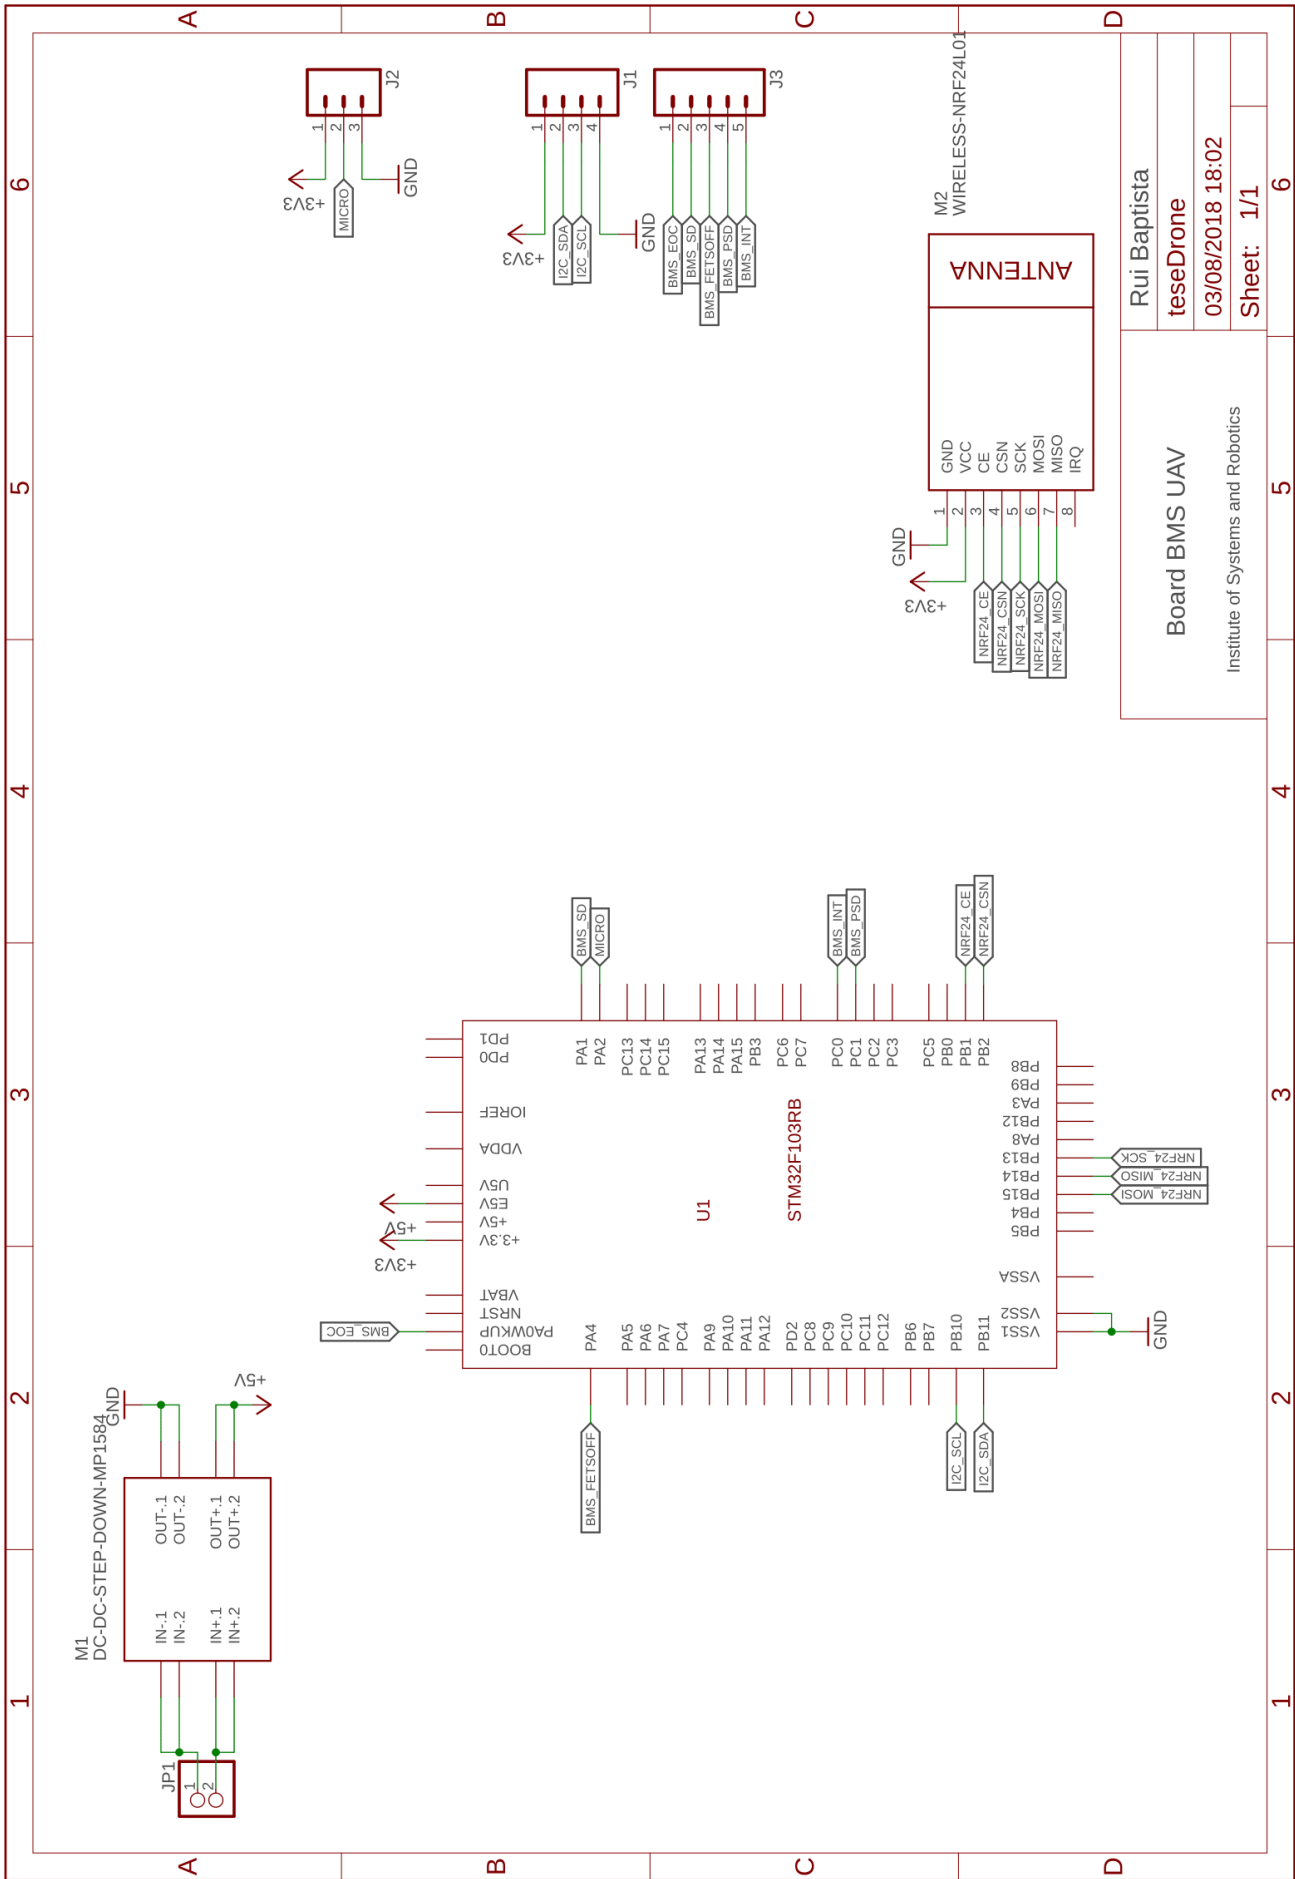 1
2
3
4
5
6
A
B
C
D
M1
DC-DC-STEP-DOWN-MP1584
IN-.1
IN-.2
IN+.1
IN+.2
OUT-.1
OUT-.2
OUT+.1
OUT+.2
GND
+5V
JP1
1
2
BMS_EOC
+3V3
+5V
BOOT0
PA0WKUP
NRST
VBAT
+3.3V
+5V
E5V
U5V
VDDA
IOREF
PD0
PD1
PA4
PA5
PA6
PA7
PC4
PA9
PA10
PA11
PA12
PD2
PC8
PC9
PC10
PC11
PC12
PB6
PB7
PB10
PB11
BMS_FETSOFF
I2C_SCL
I2C_SDA
U1
STM32F103RB
PA1
PA2
PC13
PC14
PC15
PA13
PA14
PA15
PB3
PC6
PC7
PC0
PC1
PC2
PC3
PC5
PB0
PB1
PB2
BMS_SD
MICRO
BMS_INT
BMS_PSD
NRF24_CE
NRF24_CSN
VSS1
VSS2
VSSA
PB5
PB4
PB15
PB14
PB13
PA8
PB12
PA3
PB9
PB8
GND
NRF24_MOSI
NRF24_MISO
NRF24_SCK
+3V3
MICRO
GND
1
2
3
J2
+3V3
I2C_SDA
I2C_SCL
GND
1
2
3
4
J1
BMS_EOC
BMS_SD
BMS_FETSOFF
BMS_PSD
BMS_INT
1
2
3
4
5
J3
M2
WIRELESS-NRF24L01
GND
+3V3
NRF24_CE
NRF24_CSN
NRF24_SCK
NRF24_MOSI
NRF24_MISO
1
2
3
4
5
6
7
8
GND
VCC
CE
CSN
SCK
MOSI
MISO
IRQ
ANTENNA
Board BMS UAV
Institute of Systems and Robotics
Rui Baptista
teseDrone
03/08/2018 18:02
Sheet: 1/1
A
B
C
D
1
2
3
4
5
6